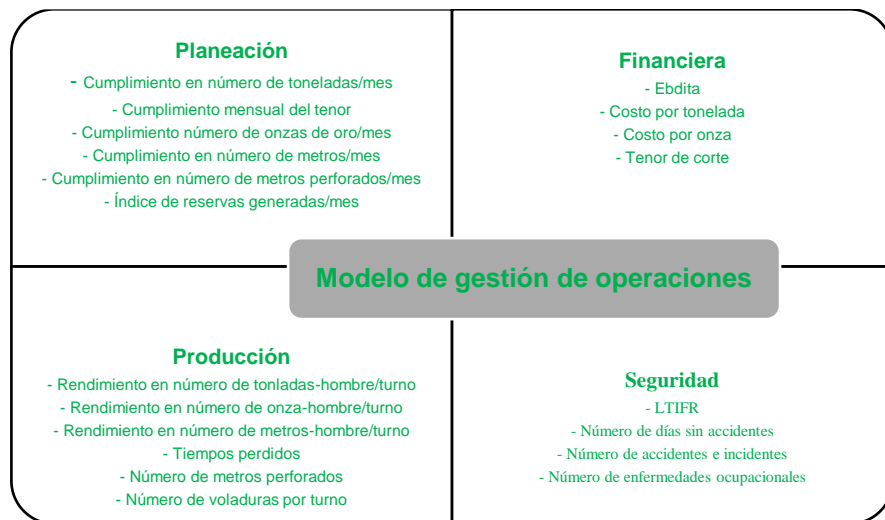 Planeación
- Cumplimiento en número de toneladas/mes
- Cumplimiento mensual del tenor
- Cumplimiento número de onzas de oro/mes
- Cumplimiento en número de metros/mes
- Cumplimiento en número de metros perforados/mes
- Índice de reservas generadas/mes
Financiera
- Ebdita
- Costo por tonelada
- Costo por onza
- Tenor de corte
Modelo de gestión de operaciones
Producción
- Rendimiento en número de tonladas-hombre/turno
- Rendimiento en número de onza-hombre/turno
- Rendimiento en número de metros-hombre/turno
- Tiempos perdidos
- Número de metros perforados
- Número de voladuras por turno
Seguridad
- LTIFR
- Número de días sin accidentes
- Número de accidentes e incidentes
- Número de enfermedades ocupacionales